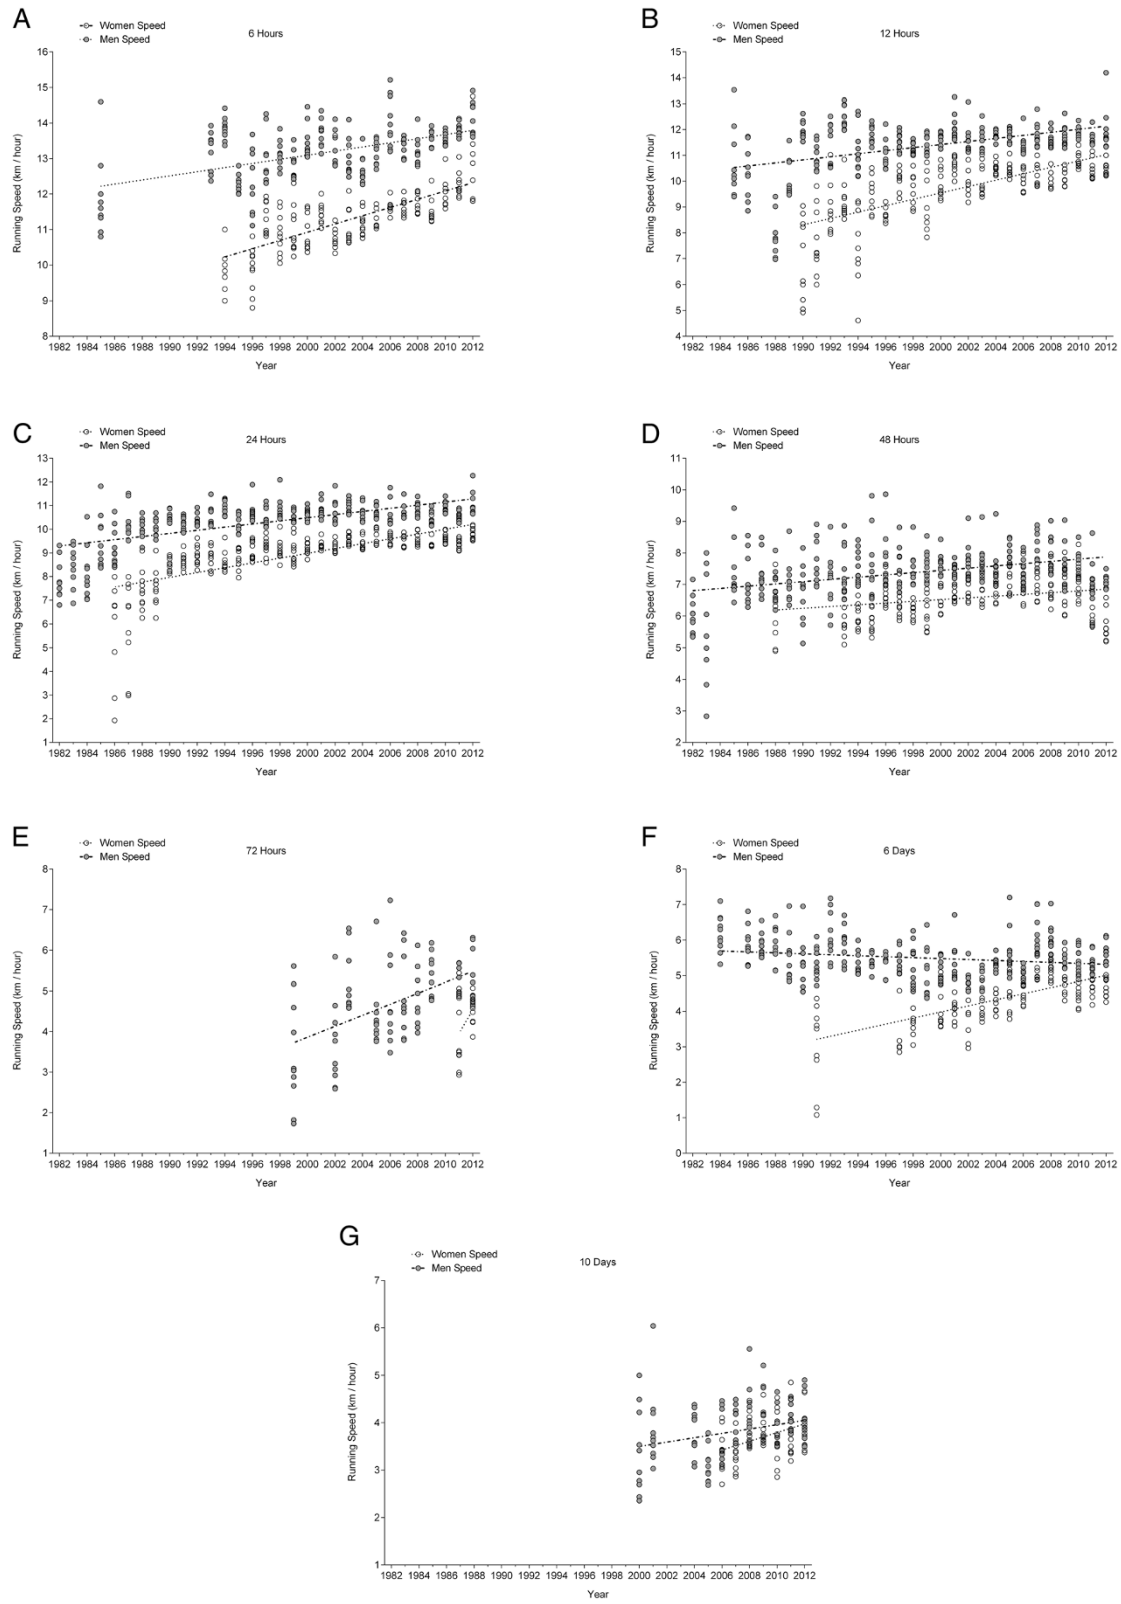 A
Women Speed
Men Speed
6 Hours
16
15
14
13
12
11
10
9
8
Running Speed (km / hour)
1982 1984 1986 1988 1990 1992 1994 1996 1998 2000 2002 2004 2006 2008 2010 2012
Year
B
Women Speed
Men Speed
12 Hours
15
14
13
12
11
10
9
8
7
6
5
4
Running Speed (km / hour)
1982 1984 1986 1988 1990 1992 1994 1996 1998 2000 2002 2004 2006 2008 2010 2012
Year
C
Women Speed
Men Speed
24 Hours
13
12
11
10
9
8
7
6
5
4
3
2
1
Running Speed (km / hour)
1982 1984 1986 1988 1990 1992 1994 1996 1998 2000 2002 2004 2006 2008 2010 2012
Year
D
Women Speed
Men Speed
48 Hours
11
10
9
8
7
6
5
4
3
2
Running Speed (km / hour)
1982 1984 1986 1988 1990 1992 1994 1996 1998 2000 2002 2004 2006 2008 2010 2012
Year
E
Women Speed
Men Speed
72 Hours
8
7
6
5
4
3
2
1
Running Speed (km / hour)
1982 1984 1986 1988 1990 1992 1994 1996 1998 2000 2002 2004 2006 2008 2010 2012
Year
F
Women Speed
Men Speed
6 Days
8
7
6
5
4
3
2
1
0
Running Speed (km / hour)
1982 1984 1986 1988 1990 1992 1994 1996 1998 2000 2002 2004 2006 2008 2010 2012
Year
G
Women Speed
Men Speed
10 Days
7
6
5
4
3
2
1
Running Speed (km / hour)
1982 1984 1986 1988 1990 1992 1994 1996 1998 2000 2002 2004 2006 2008 2010 2012
Year